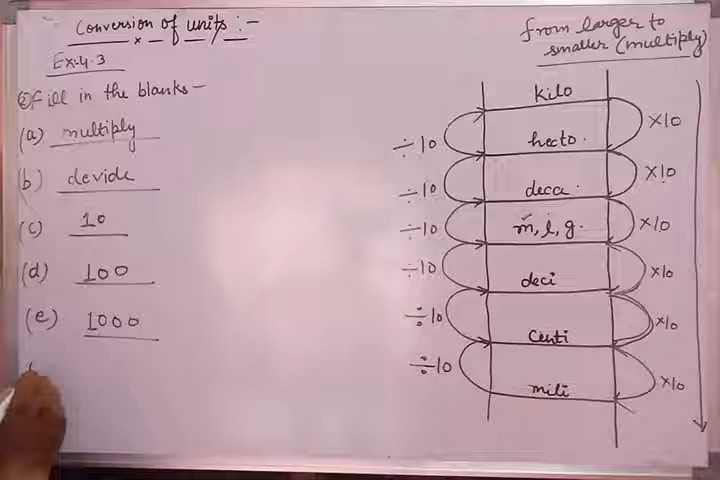 Conversion of units :-
Ex-4.3
② Fill in the blanks -
(a) multiply
(b) devide
(c) 10
(d) 100
(e) 1000
from larger to
smaller (multiply)
kilo
hecto
deca
m, l, g.
deci
centi
mili
÷10
÷10
÷10
÷10
÷10
÷10
×10
×10
×10
×10
×10
×10